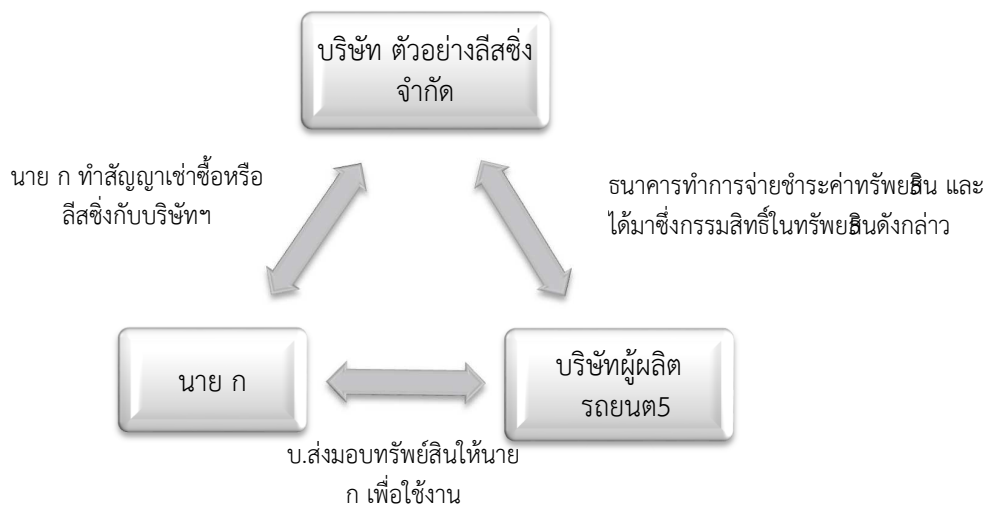 บริษัท ตัวอย่างลีสซิ่ง
จำกัด
นาย ก ทำสัญญาเช่าซื้อหรือ
ลีสซิ่งกับบริษัทฯ
ธนาคารทำการจ่ายชำระค่าทรัพยสิน และ
ได้มาซึ่งกรรมสิทธิ์ในทรัพยสินดังกล่าว
นาย ก
บริษัทผู้ผลิต
รถยนต5
บ.ส่งมอบทรัพย์สินให้นาย
ก เพื่อใช้งาน